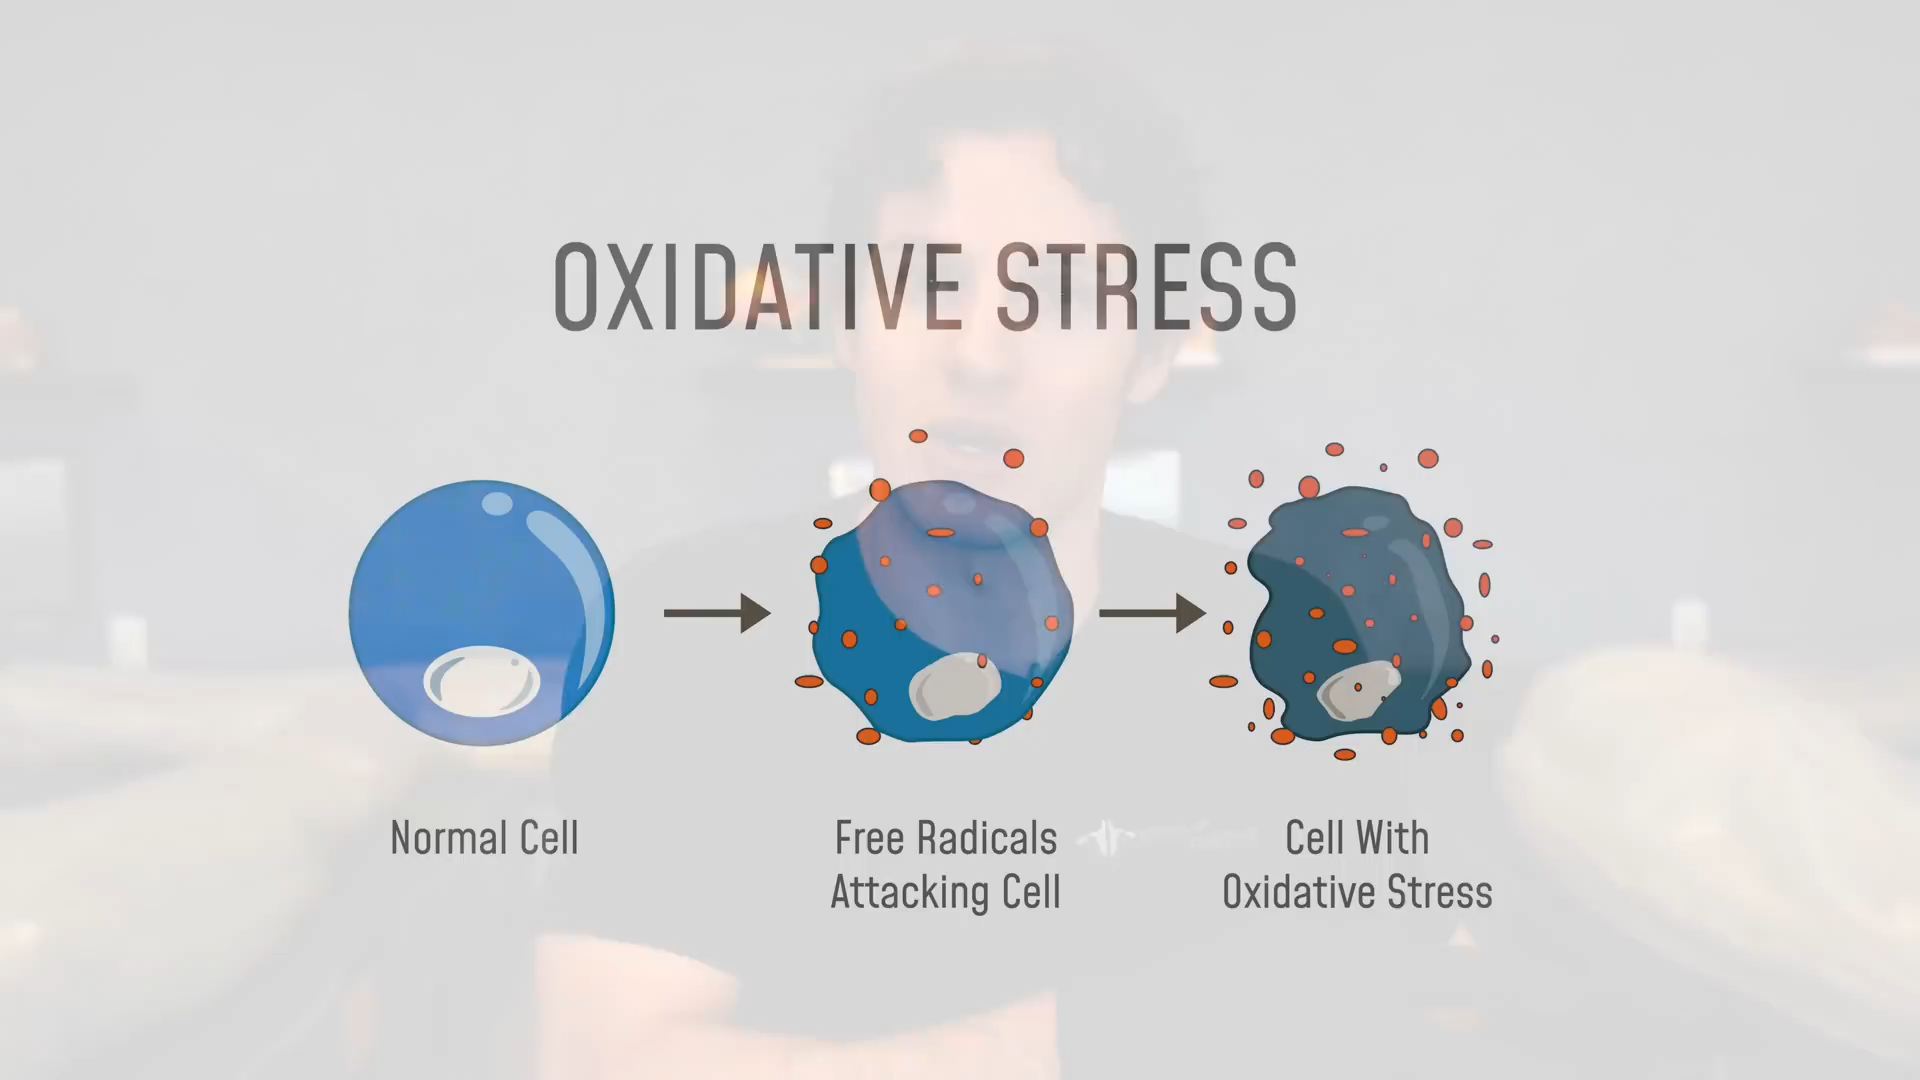 OXIDATIVE STRESS
Normal Cell
Free Radicals
Attacking Cell
Cell With
Oxidative Stress